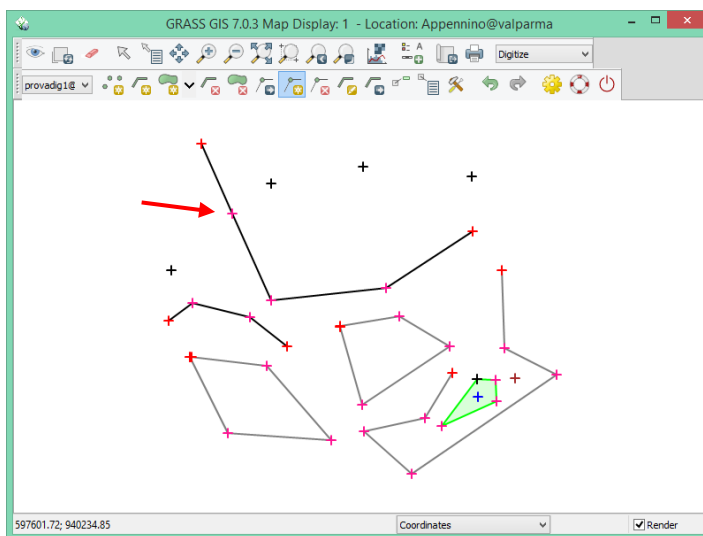 GRASS GIS 7.0.3 Map Display: 1 - Location: Appennino@valparma
Digitize
provadig1@
597601.72; 940234.85
Coordinates
Render